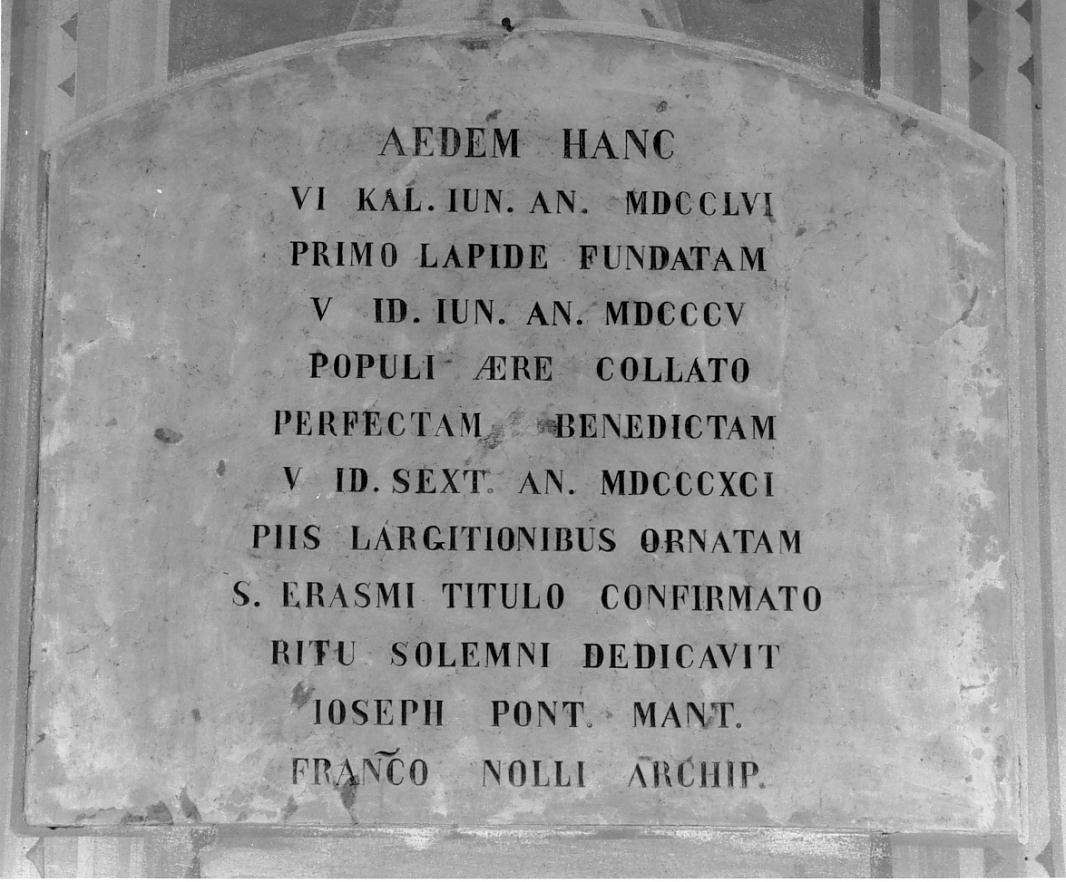 AEDEM HANC
VI KAL. IUN. AN. MDCCLVI
PRIMO LAPIDE FUNDATAM
V ID. IUN. AN. MDCCCV
POPULI ÆRE COLLATO
PERFECTAM BENEDICTAM
V ID. SEXT. AN. MDCCCXCI
PIIS LARGITIONIBUS ORNATAM
S. ERASMI TITULO CONFIRMATO
RITU SOLEMNI DEDICAVIT
IOSEPH PONT. MANT.
FRANC̃O NOLLI ARCHIP.